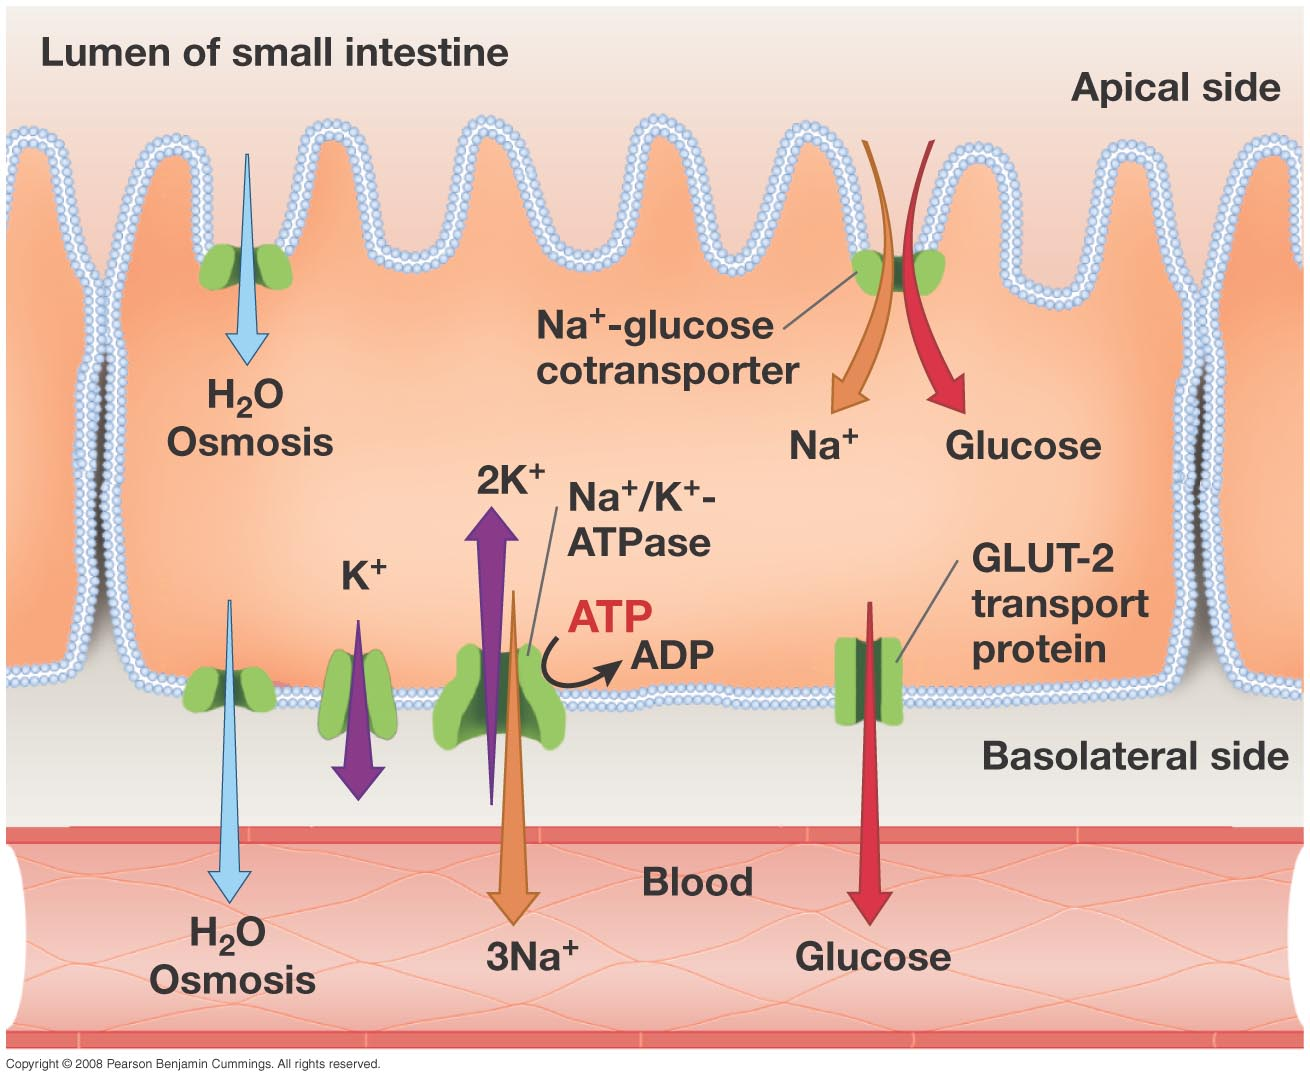 Lumen of small intestine
Apical side
Na⁺-glucose
cotransporter
H₂O
Osmosis
Na⁺
Glucose
2K⁺
Na⁺/K⁺-
ATPase
K⁺
ATP
ADP
GLUT-2
transport
protein
Basolateral side
Blood
H₂O
Osmosis
3Na⁺
Glucose
Copyright © 2008 Pearson Benjamin Cummings. All rights reserved.